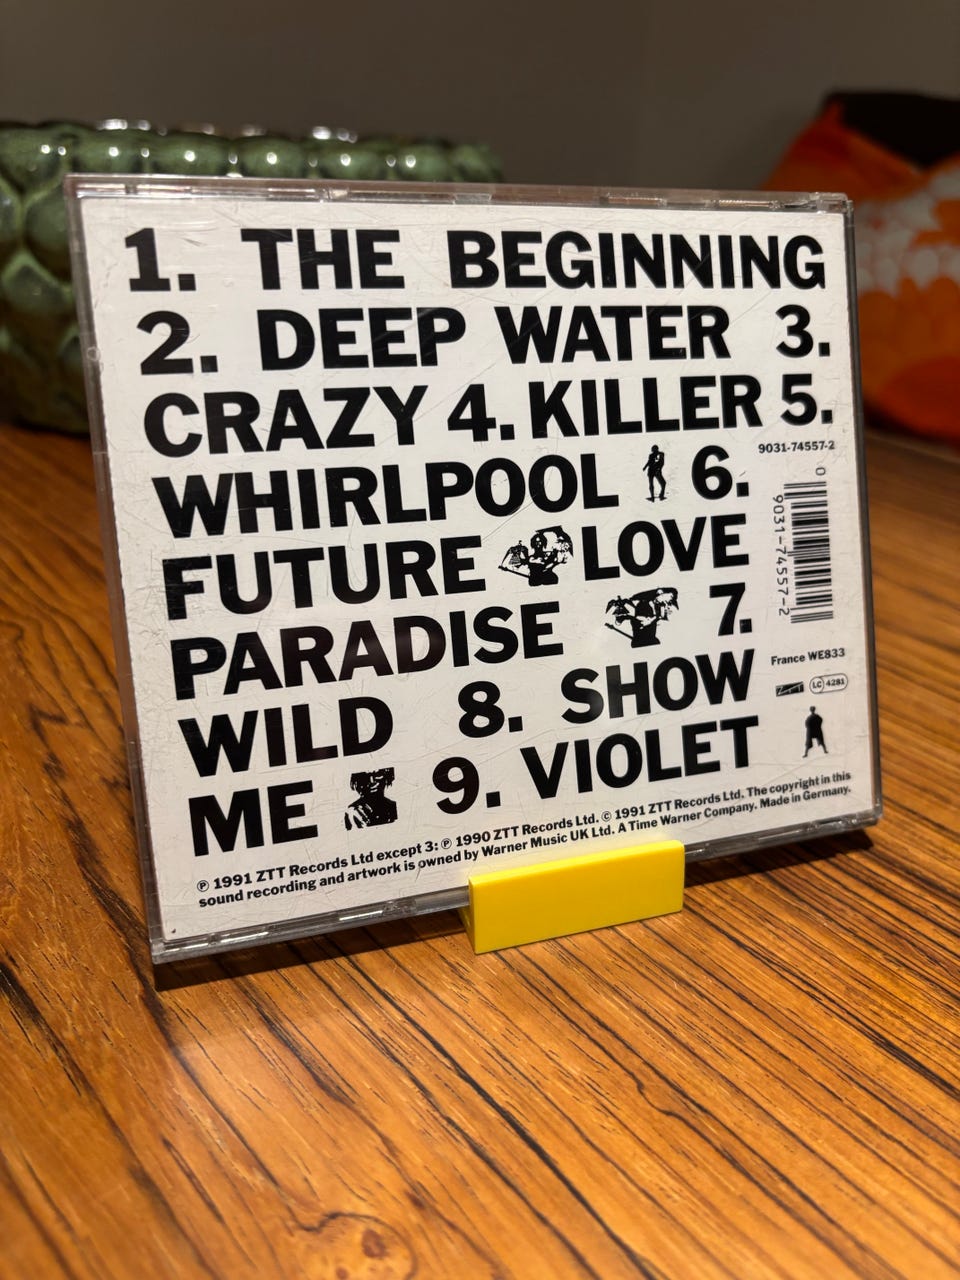 1. THE BEGINNING
2. DEEP WATER 3.
CRAZY 4. KILLER 5.
WHIRLPOOL 6.
FUTURE LOVE
PARADISE 7.
WILD 8. SHOW
ME 9. VIOLET
9031-74557-2
0
9031-74557-2
France WE833
ZTT LC 4281
℗ 1991 ZTT Records Ltd except 3: ℗ 1990 ZTT Records Ltd. © 1991 ZTT Records Ltd. The copyright in this
sound recording and artwork is owned by Warner Music UK Ltd. A Time Warner Company. Made in Germany.